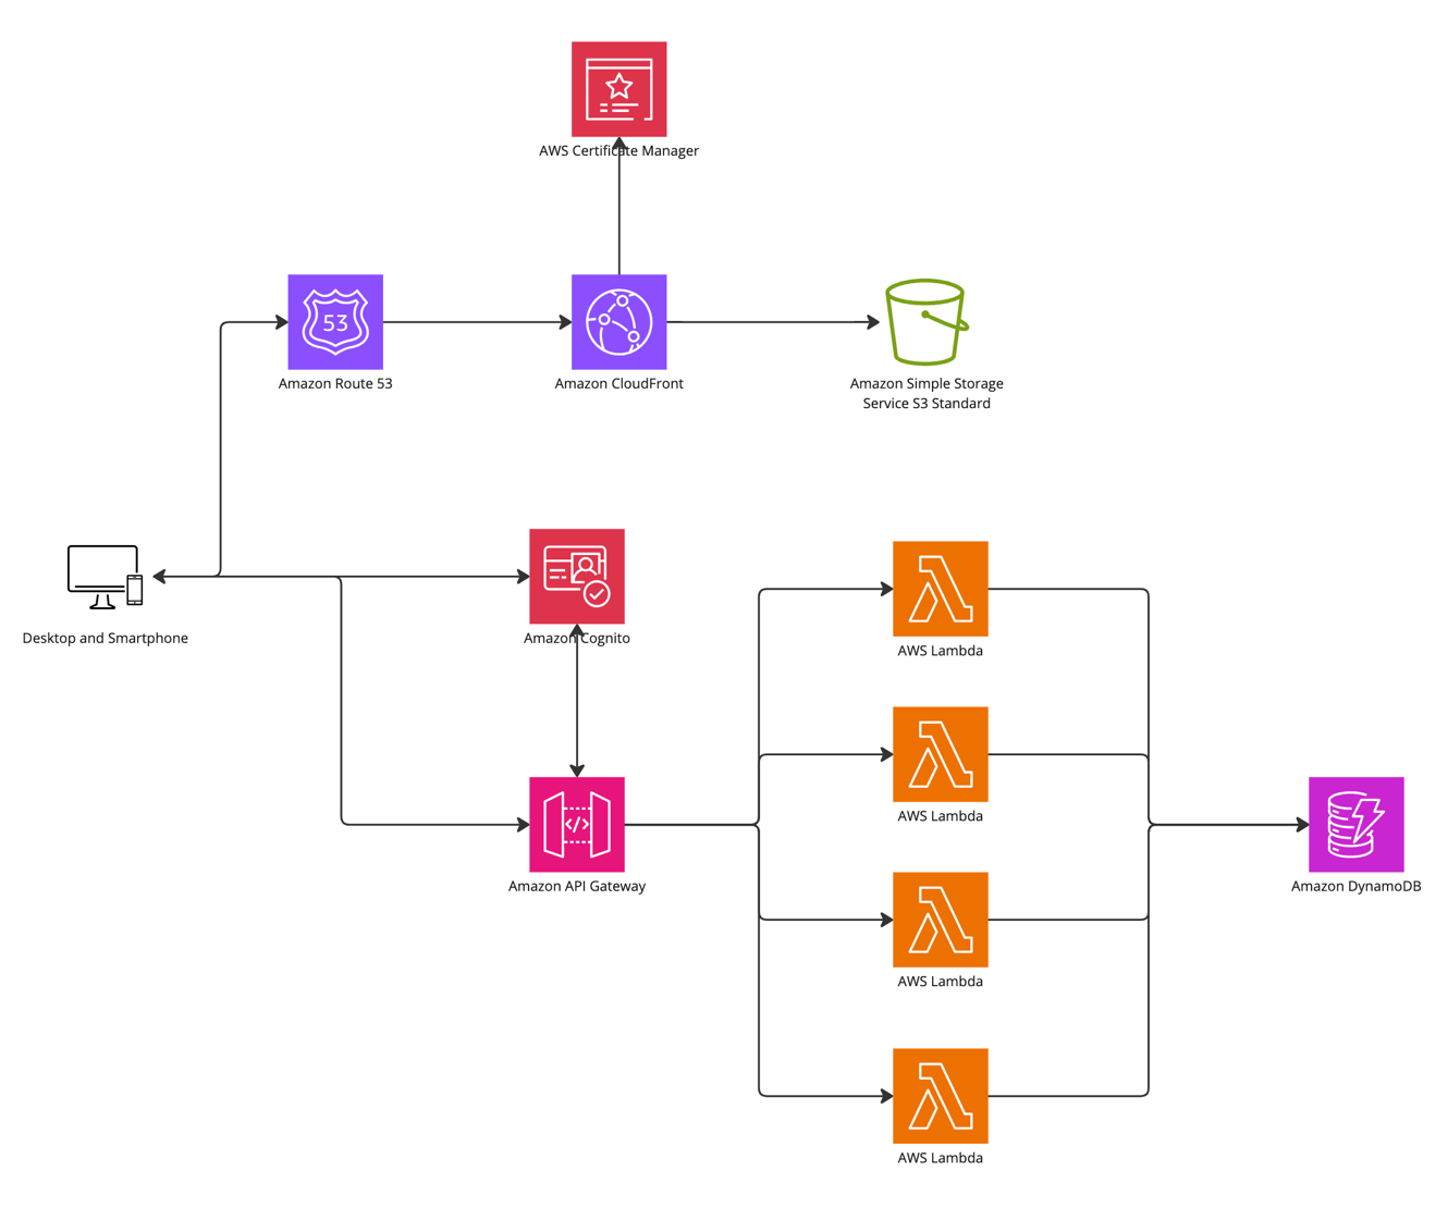 AWS Certificate Manager
53
Amazon Route 53
Amazon CloudFront
Amazon Simple Storage
Service S3 Standard
Desktop and Smartphone
Amazon Cognito
AWS Lambda
AWS Lambda
</>
Amazon API Gateway
Amazon DynamoDB
AWS Lambda
AWS Lambda